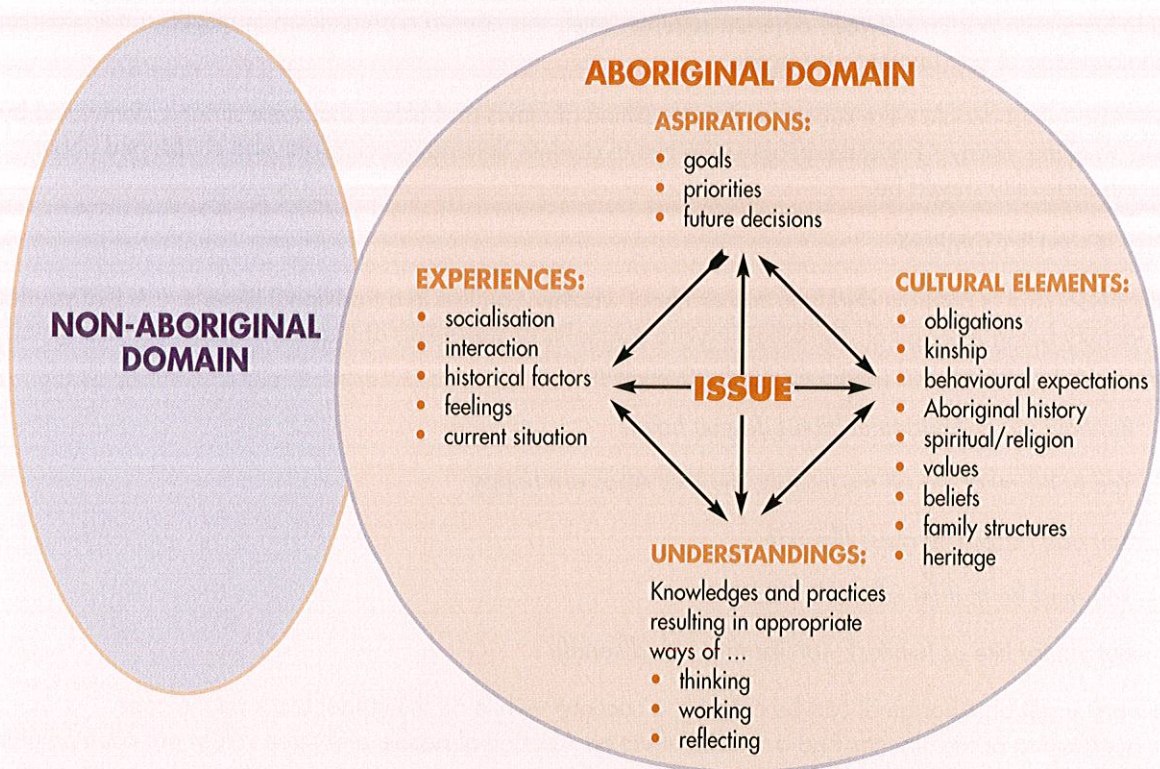 ABORIGINAL DOMAIN
ASPIRATIONS:
• goals
• priorities
• future decisions
NON-ABORIGINAL
DOMAIN
EXPERIENCES:
• socialisation
• interaction
• historical factors
• feelings
• current situation
ISSUE
CULTURAL ELEMENTS:
• obligations
• kinship
• behavioural expectations
• Aboriginal history
• spiritual/religion
• values
• beliefs
• family structures
• heritage
UNDERSTANDINGS:
Knowledges and practices
resulting in appropriate
ways of ...
• thinking
• working
• reflecting